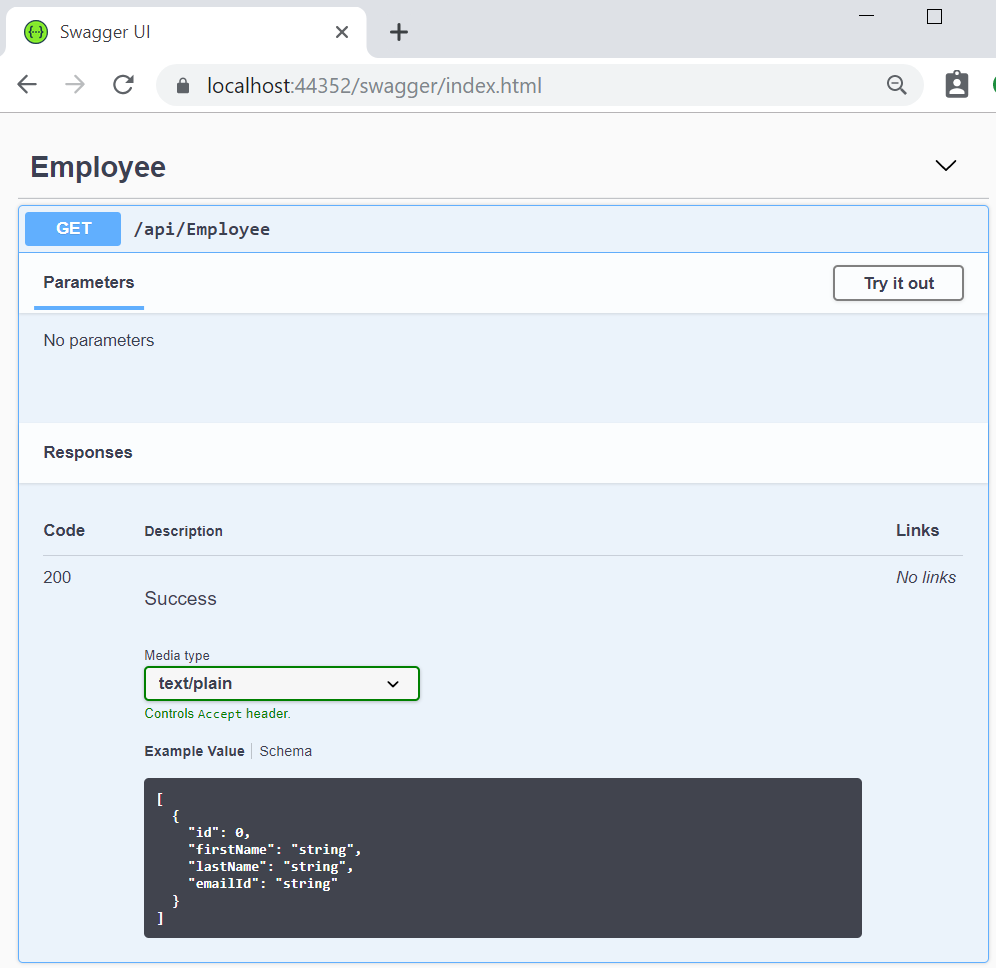 Swagger UI
localhost:44352/swagger/index.html
Employee
GET /api/Employee
Parameters Try it out
No parameters
Responses
Code Description Links
200 No links
Success
Media type
text/plain
Controls Accept header.
Example Value Schema
[
{
"id": 0,
"firstName": "string",
"lastName": "string",
"emailId": "string"
}
]